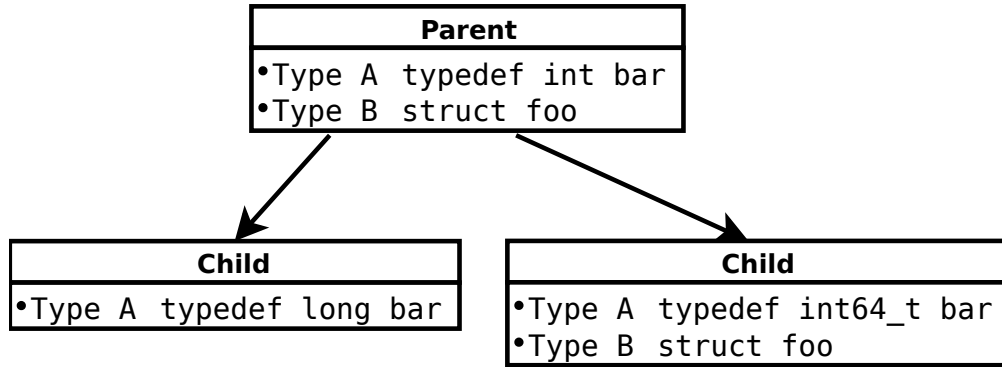 Parent
•Type A typedef int bar
•Type B struct foo
Child
•Type A typedef long bar
Child
•Type A typedef int64_t bar
•Type B struct foo